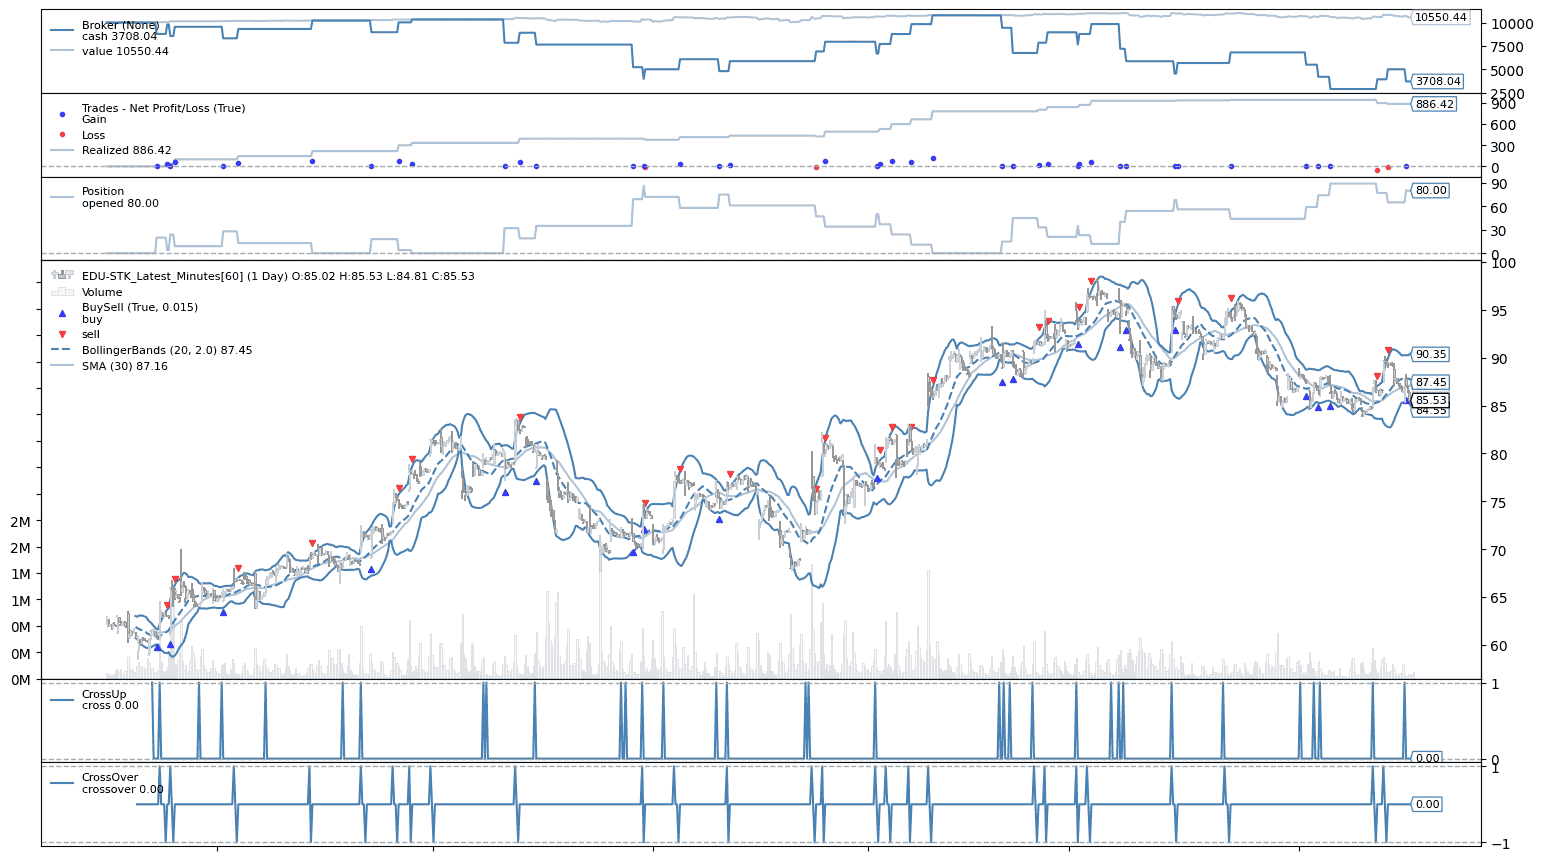 Broker (None)
cash 3708.04
value 10550.44
10550.44
10000
7500
5000
3708.04
2500
Trades - Net Profit/Loss (True)
Gain
Loss
Realized 886.42
900
886.42
600
300
0
Position
opened 80.00
90
80.00
60
30
0
EDU-STK_Latest_Minutes[60] (1 Day) O:85.02 H:85.53 L:84.81 C:85.53
Volume
BuySell (True, 0.015)
buy
sell
BollingerBands (20, 2.0) 87.45
SMA (30) 87.16
100
95
90
90.35
87.45
85
85.53
84.55
80
75
70
65
60
2M
2M
1M
1M
0M
0M
0M
CrossUp
cross 0.00
1
0
0.00
CrossOver
crossover 0.00
1
0.00
−1